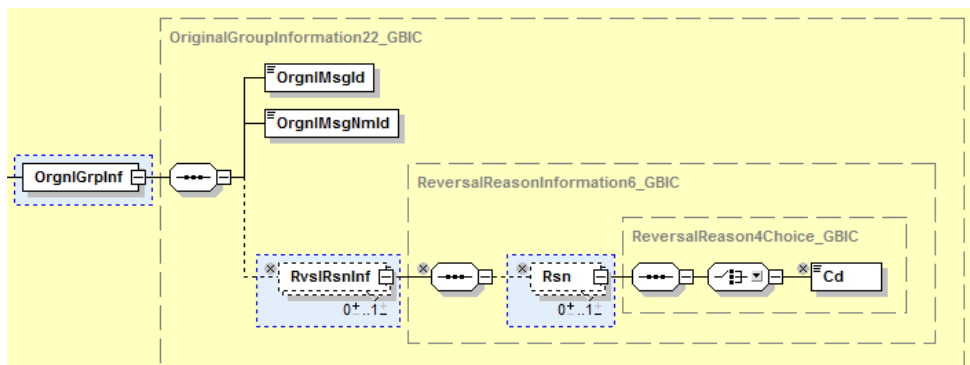 OriginalGroupInformation22_GBIC
OrgnlMsgId
OrgnlMsgNmId
OrgnlGrpInf
ReversalReasonInformation6_GBIC
ReversalReason4Choice_GBIC
RvslRsnInf
Rsn
Cd
0..1
0..1